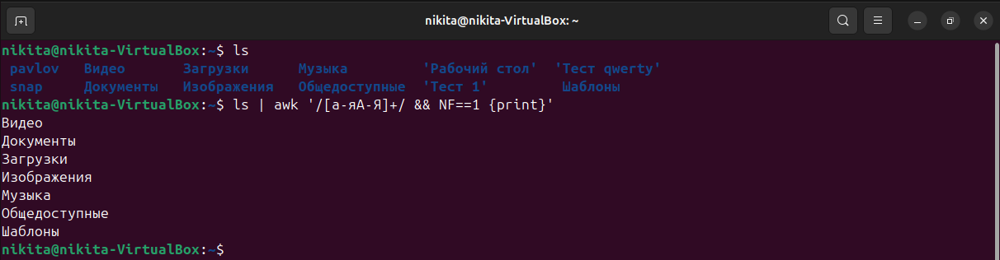 nikita@nikita-VirtualBox: ~
nikita@nikita-VirtualBox:~$ ls
pavlov Видео Загрузки Музыка 'Рабочий стол' 'Тест qwerty'
snap Документы Изображения Общедоступные 'Тест 1' Шаблоны
nikita@nikita-VirtualBox:~$ ls | awk '/[а-яА-Я]+/ && NF==1 {print}'
Видео
Документы
Загрузки
Изображения
Музыка
Общедоступные
Шаблоны
nikita@nikita-VirtualBox:~$